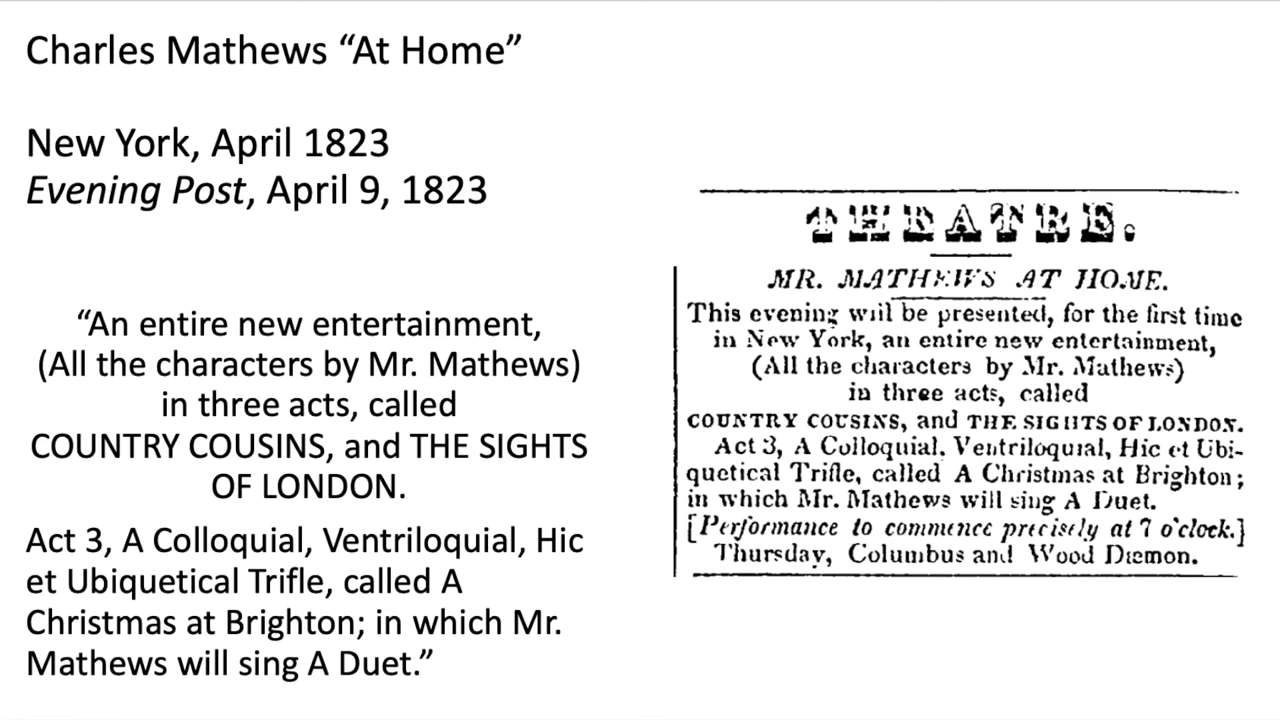 Charles Mathews “At Home”
New York, April 1823
Evening Post, April 9, 1823
“An entire new entertainment,
(All the characters by Mr. Mathews)
in three acts, called
COUNTRY COUSINS, and THE SIGHTS
OF LONDON.
Act 3, A Colloquial, Ventriloquial, Hic
et Ubiquetical Trifle, called A
Christmas at Brighton; in which Mr.
Mathews will sing A Duet.”
THEATRE.
MR. MATHEWS AT HOME.
This evening will be presented, for the first time
in New York, an entire new entertainment,
(All the characters by Mr. Mathews)
in three acts, called
COUNTRY COUSINS, and THE SIGHTS OF LONDON.
Act 3, A Colloquial, Ventriloquial, Hic et Ubi-
quetical Trifle, called A Christmas at Brighton;
in which Mr. Mathews will sing A Duet.
[Performance to commence precisely at 7 o'clock.]
Thursday, Columbus and Wood Dæmon.